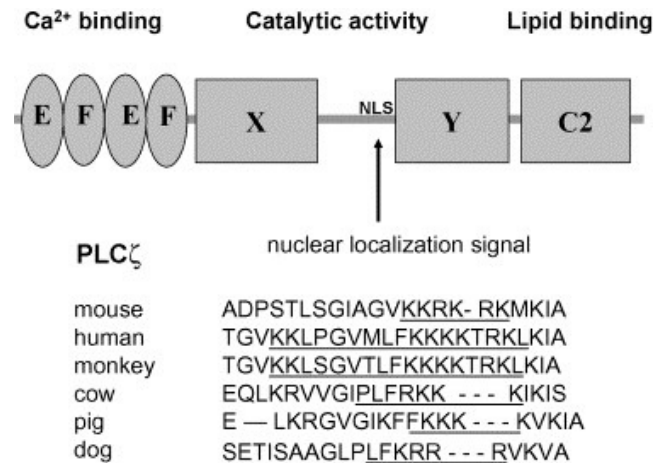 Ca²⁺ binding Catalytic activity Lipid binding
E F E F X NLS Y C2
nuclear localization signal
PLCζ
mouse ADPSTLSGIAGVKKRK- RKMKIA
human TGVKKLPGVMLFKKKKTRKLKIA
monkey TGVKKLSGVTLFKKKKTRKLKIA
cow EQLKRVVGIPLFRKK - - - KIKIS
pig E — LKRGVGIKFFKKK - - - KVKIA
dog SETISAAGLPLFKRR - - - RVKVA